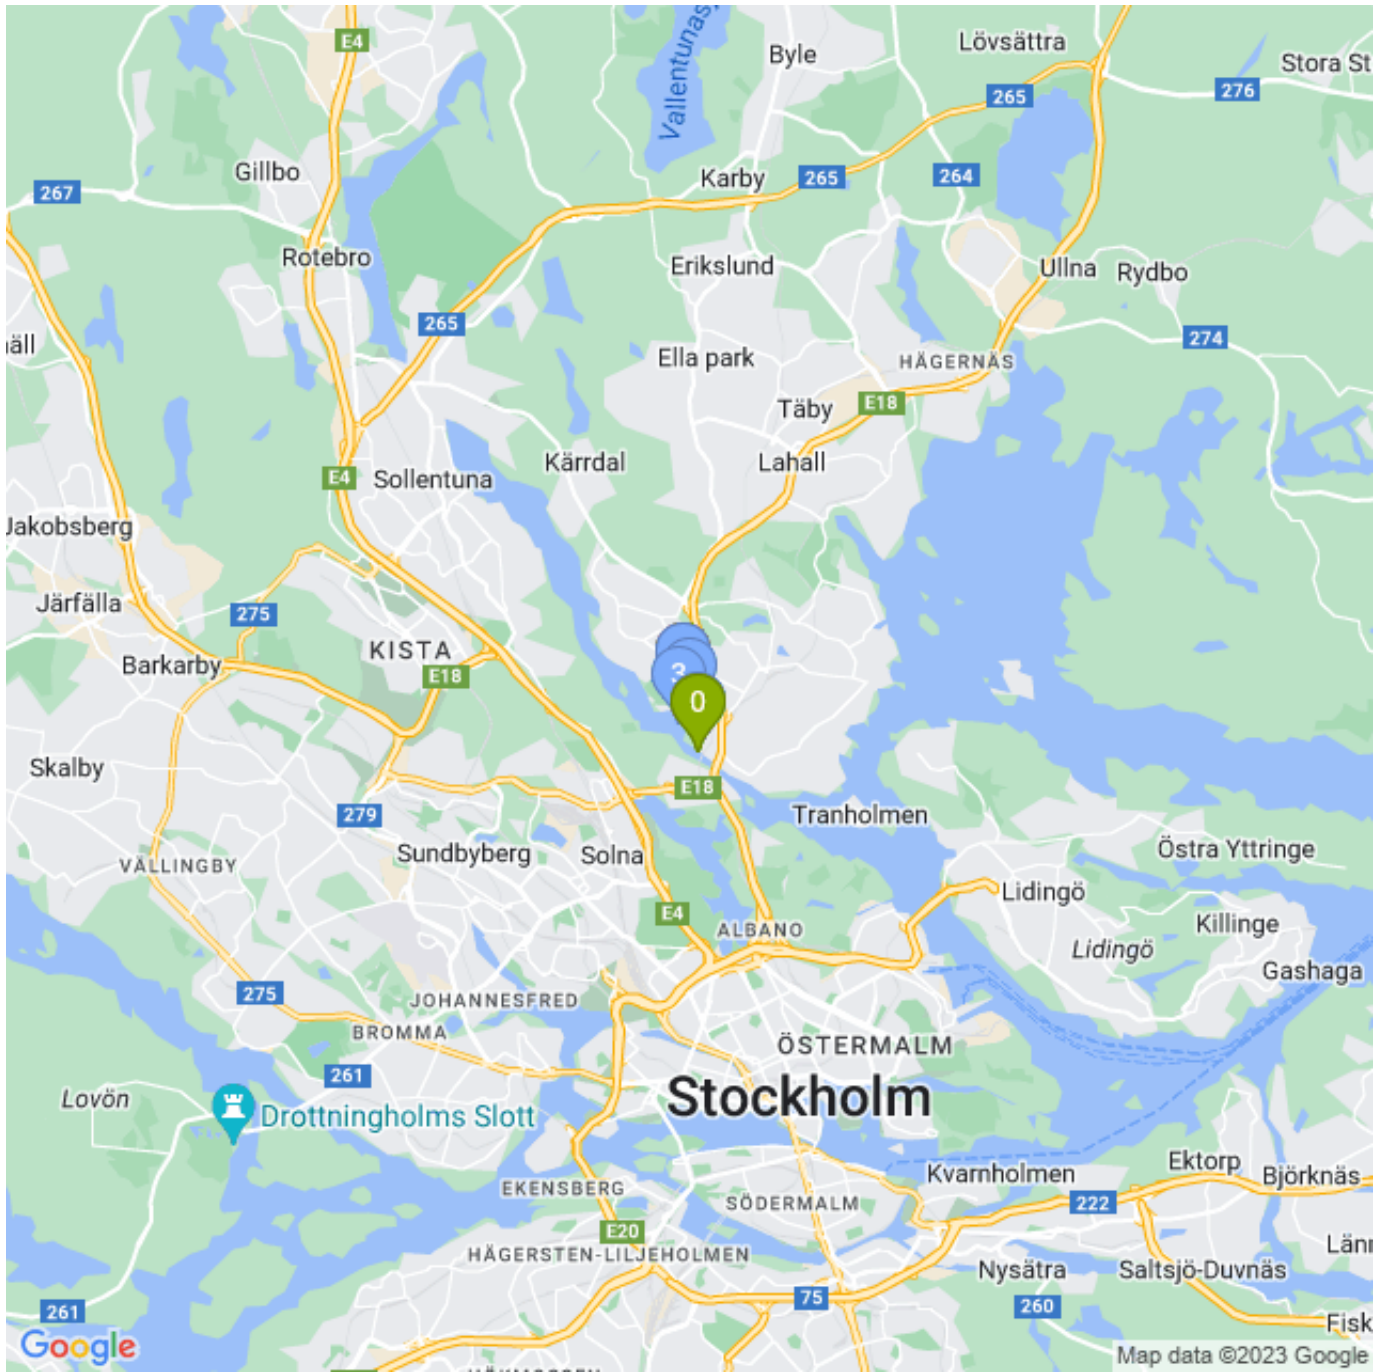 E4
Vallentunas
Byle
Lövsättra
Stora St
276
265
267
Gillbo
Karby
265
264
Rotebro
Erikslund
Ullna
Rydbo
265
274
äll
Ella park
HÄGERNÄS
Täby
E18
Kärrdal
Lahall
E4
Sollentuna
Jakobsberg
Järfälla
275
KISTA
Barkarby
E18
3
0
Skalby
E18
279
Tranholmen
VÄLLINGBY
Sundbyberg
Solna
Östra Yttringe
Lidingö
E4
ALBANO
Killinge
Lidingö
Gashaga
275
JOHANNESFRED
BROMMA
ÖSTERMALM
261
Lovön
Stockholm
Drottningholms Slott
Kvarnholmen
Ektorp
Björknäs
EKENSBERG
SÖDERMALM
222
E20
HÄGERSTEN-LILJEHOLMEN
Länn
Nysätra
Saltsjö-Duvnäs
261
75
260
Fisk
Google
Map data ©2023 Google